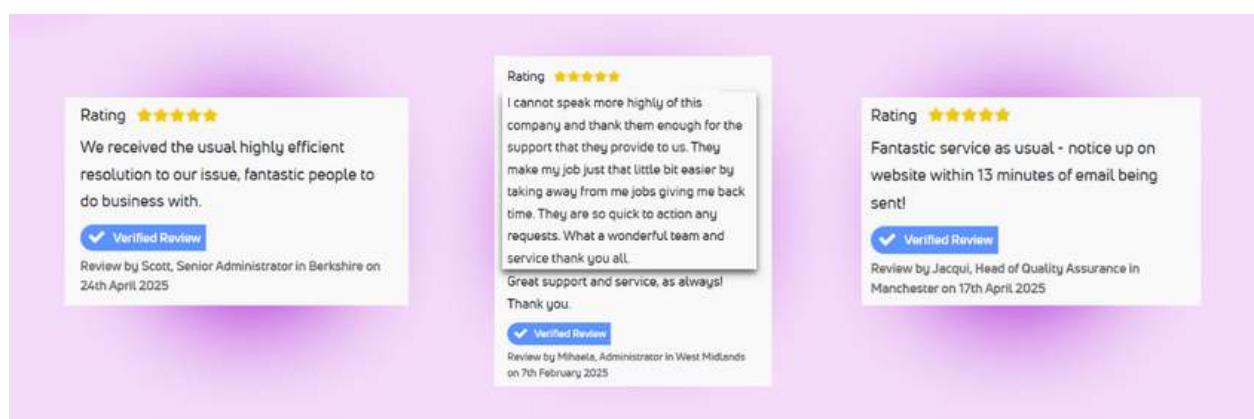 Rating
We received the usual highly efficient
resolution to our issue, fantastic people to
do business with.
Verified Review
Review by Scott, Senior Administrator in Berkshire on
24th April 2025
Rating
I cannot speak more highly of this
company and thank them enough for the
support that they provide to us. They
make my job just that little bit easier by
taking away from me jobs giving me back
time. They are so quick to action any
requests. What a wonderful team and
service thank you all.
Great support and service, as always!
Thank you.
Verified Review
Review by Mihaela, Administrator in West Midlands
on 7th February 2025
Rating
Fantastic service as usual - notice up on
website within 13 minutes of email being
sent!
Verified Review
Review by Jacqui, Head of Quality Assurance in
Manchester on 17th April 2025